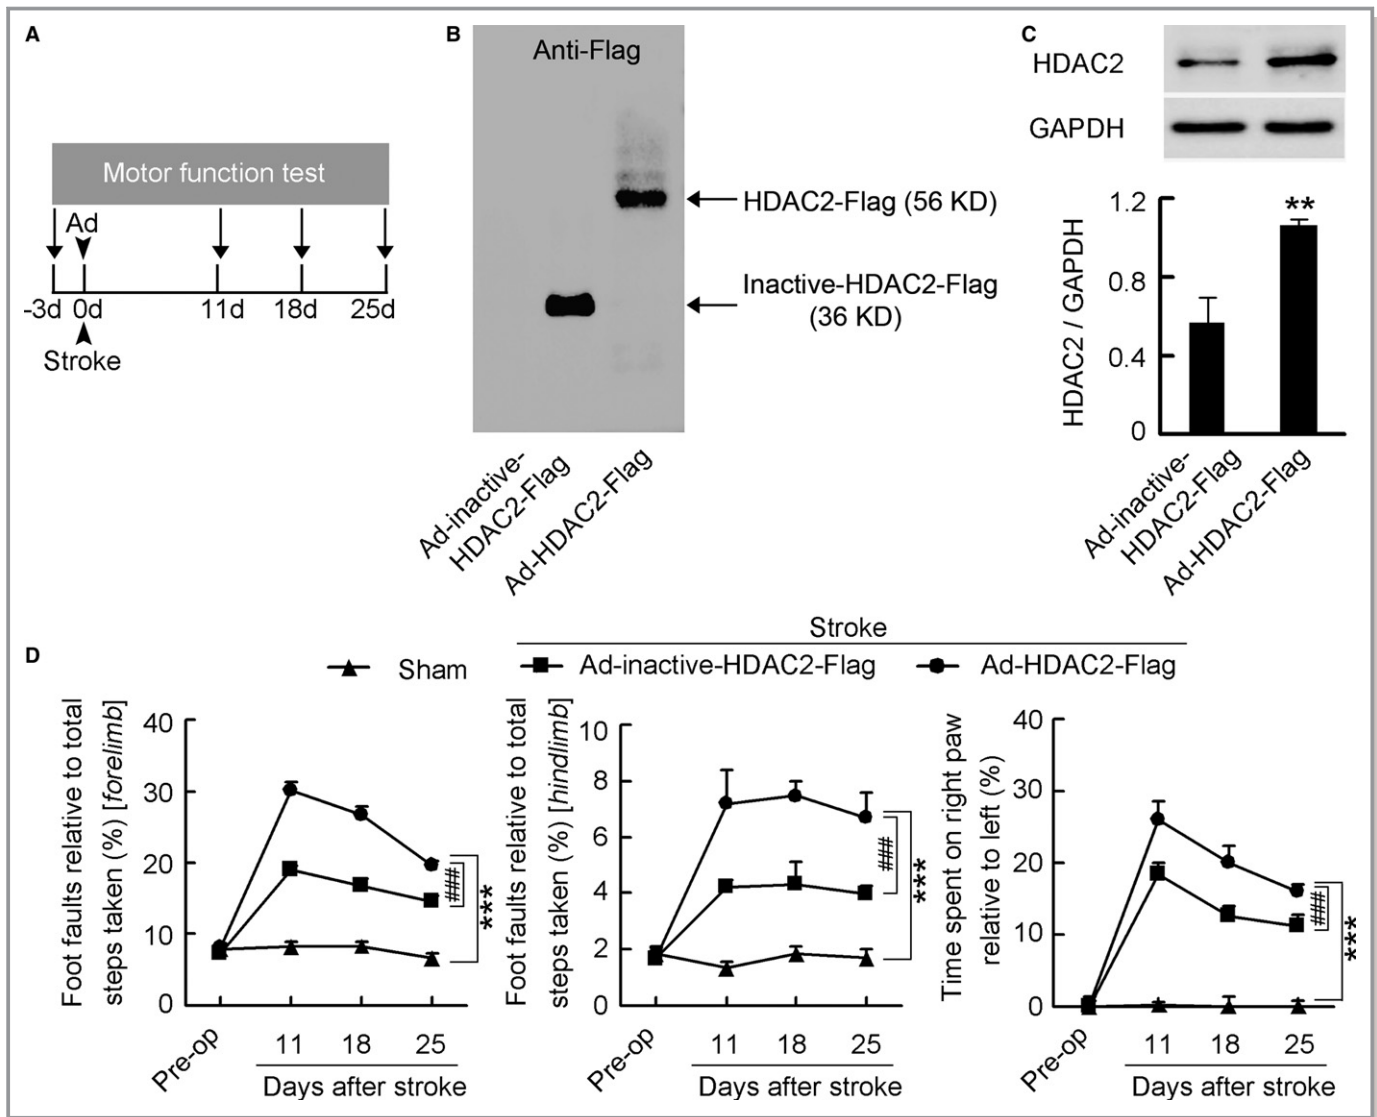 A
Motor function test
Ad
-3d 0d 11d 18d 25d
Stroke
B
Anti-Flag
HDAC2-Flag (56 KD)
Inactive-HDAC2-Flag
(36 KD)
Ad-inactive-
HDAC2-Flag
Ad-HDAC2-Flag
C
HDAC2
GAPDH
HDAC2 / GAPDH
1.2
0.8
0.4
0
**
Ad-inactive-
HDAC2-Flag
Ad-HDAC2-Flag
D
Stroke
Sham Ad-inactive-HDAC2-Flag Ad-HDAC2-Flag
Foot faults relative to total
steps taken (%) [forelimb]
40
30
20
10
0
###
***
Pre-op 11 18 25
Days after stroke
Foot faults relative to total
steps taken (%) [hindlimb]
10
8
6
4
2
0
###
***
Pre-op 11 18 25
Days after stroke
Time spent on right paw
relative to left (%)
40
30
20
10
0
###
***
Pre-op 11 18 25
Days after stroke